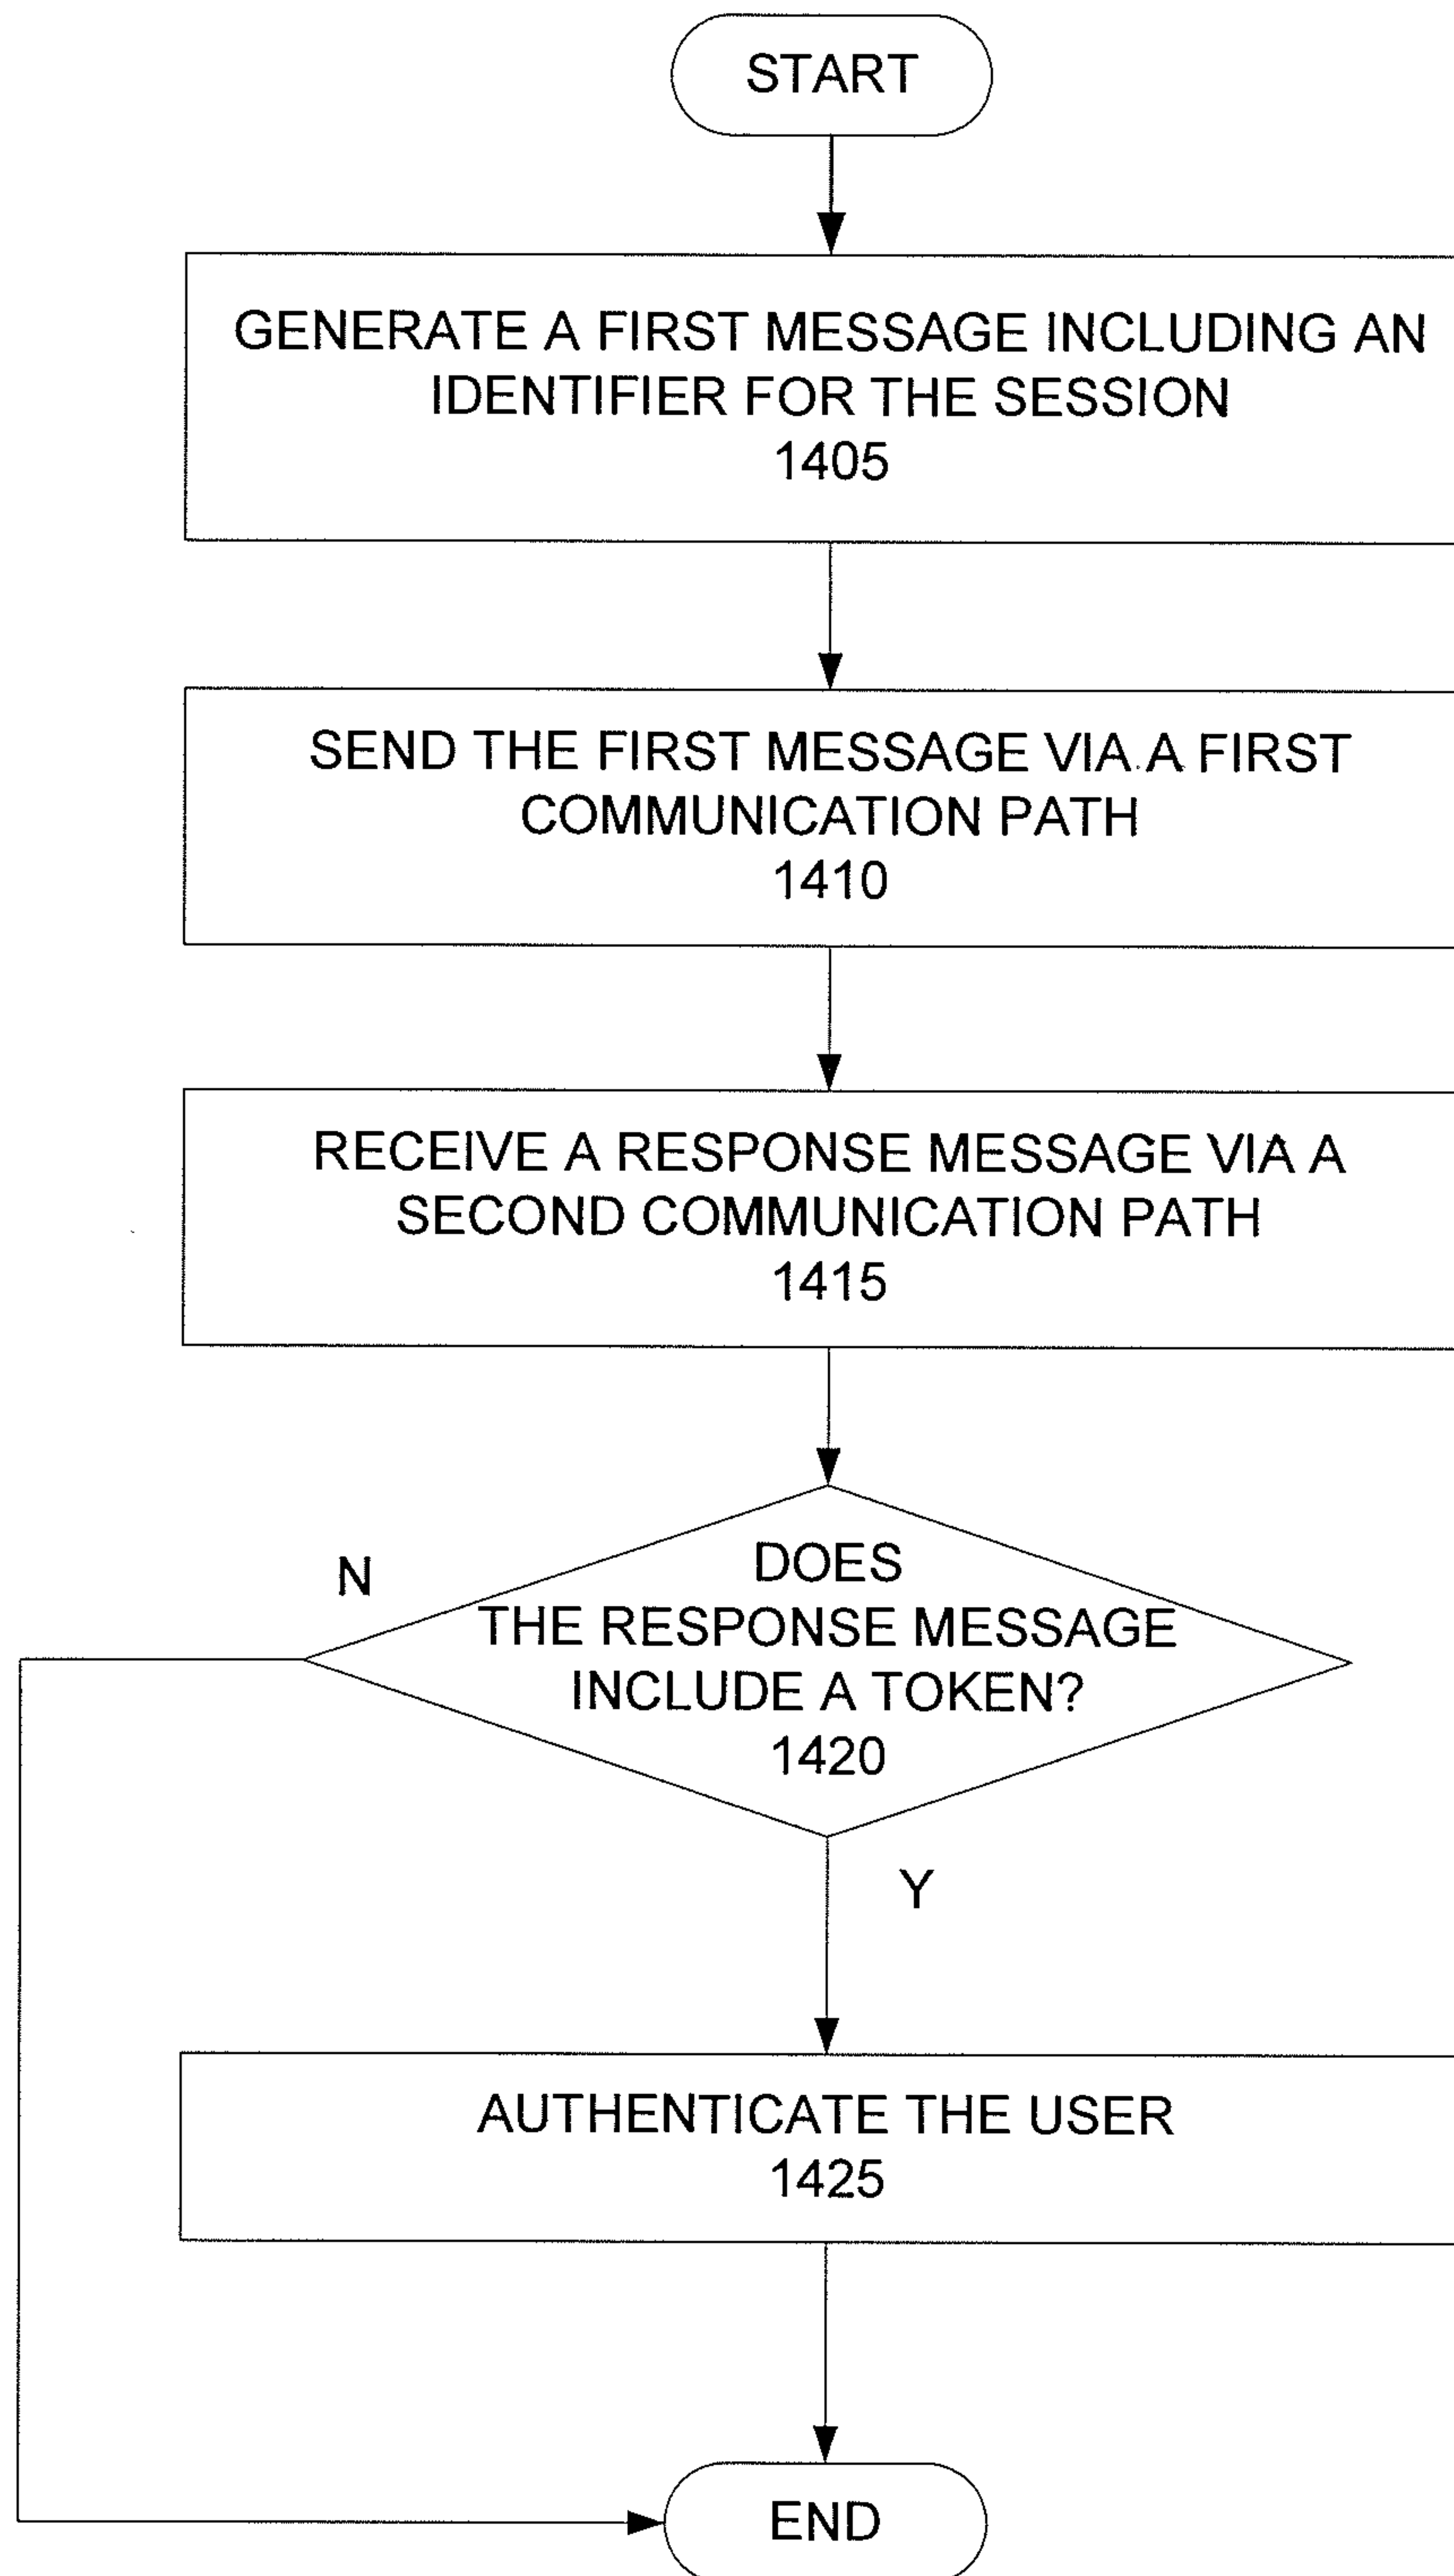 START
GENERATE A FIRST MESSAGE INCLUDING AN
IDENTIFIER FOR THE SESSION
1405
SEND THE FIRST MESSAGE VIA A FIRST
COMMUNICATION PATH
1410
RECEIVE A RESPONSE MESSAGE VIA A
SECOND COMMUNICATION PATH
1415
N
DOES
THE RESPONSE MESSAGE
INCLUDE A TOKEN?
1420
Y
AUTHENTICATE THE USER
1425
END